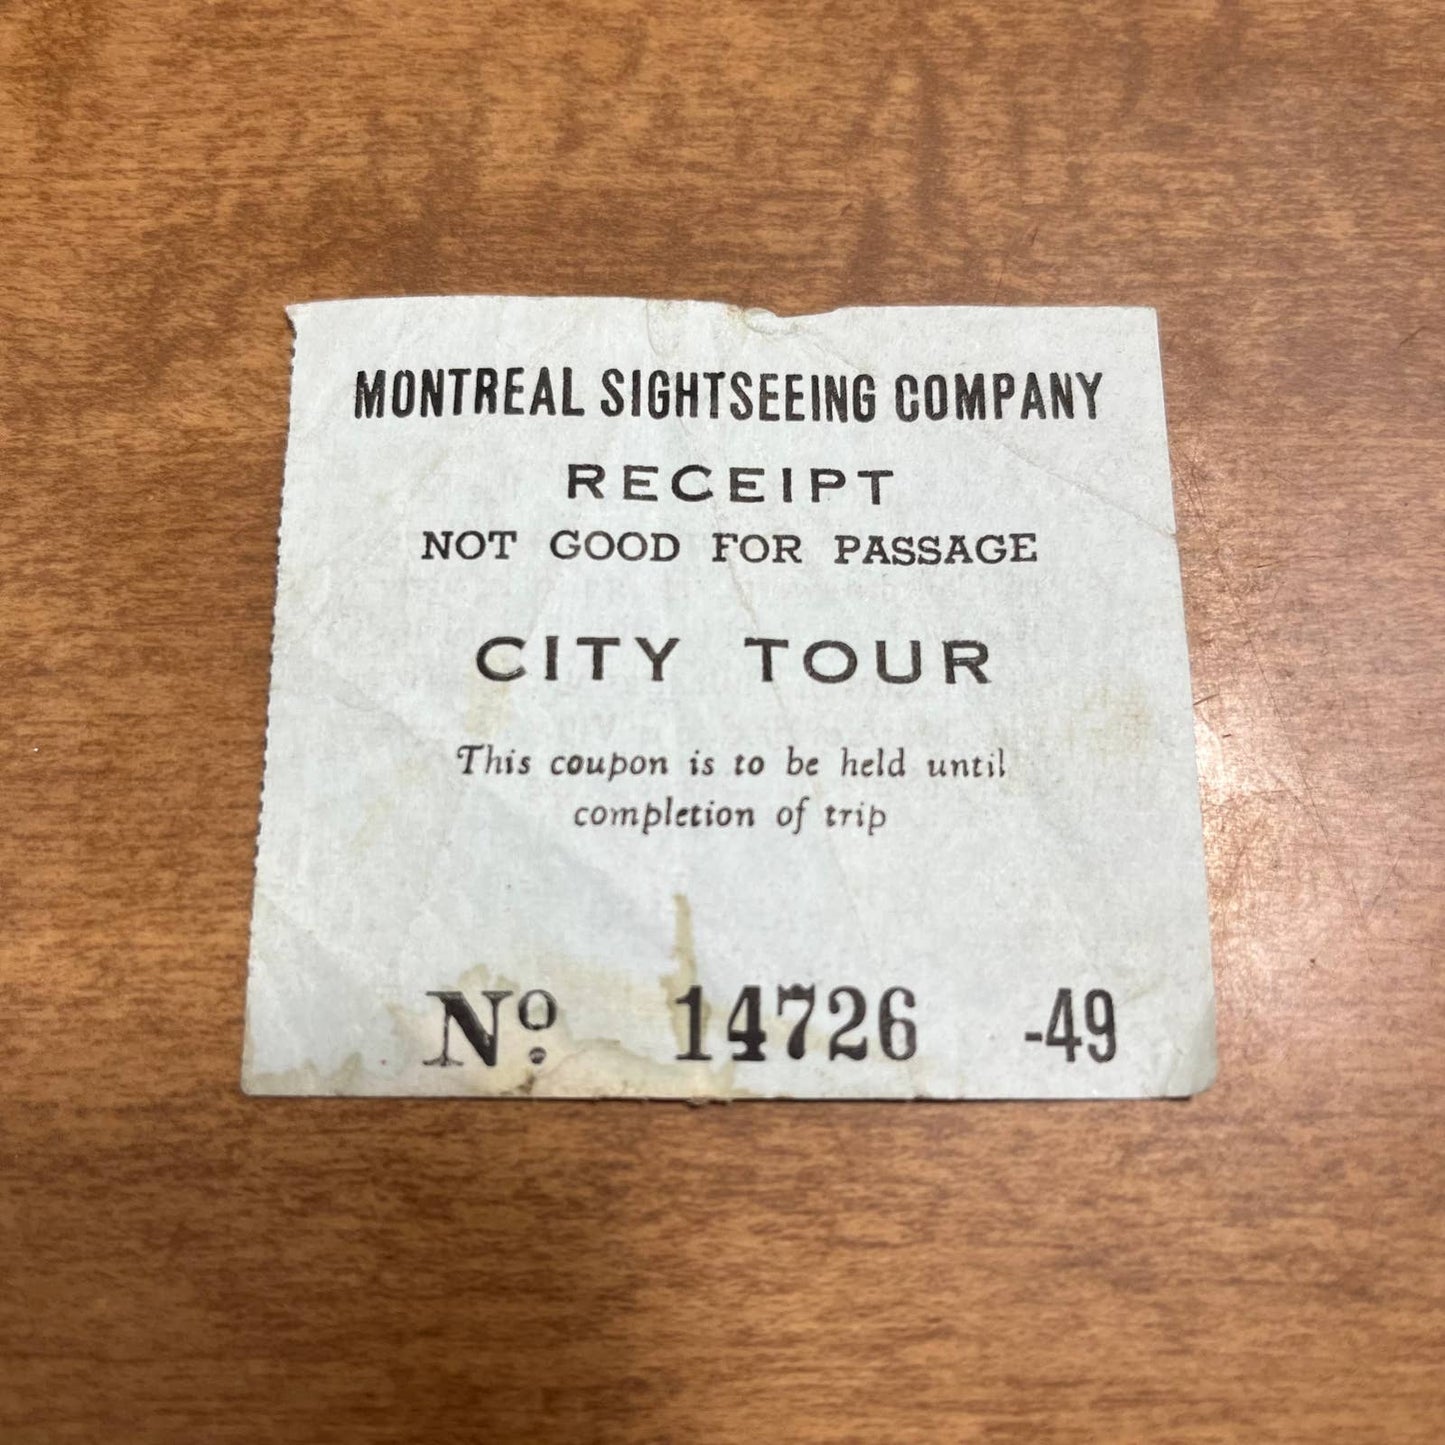 MONTREAL SIGHTSEEING COMPANY
RECEIPT
NOT GOOD FOR PASSAGE
CITY TOUR
This coupon is to be held until
completion of trip
Nº 14726 -49